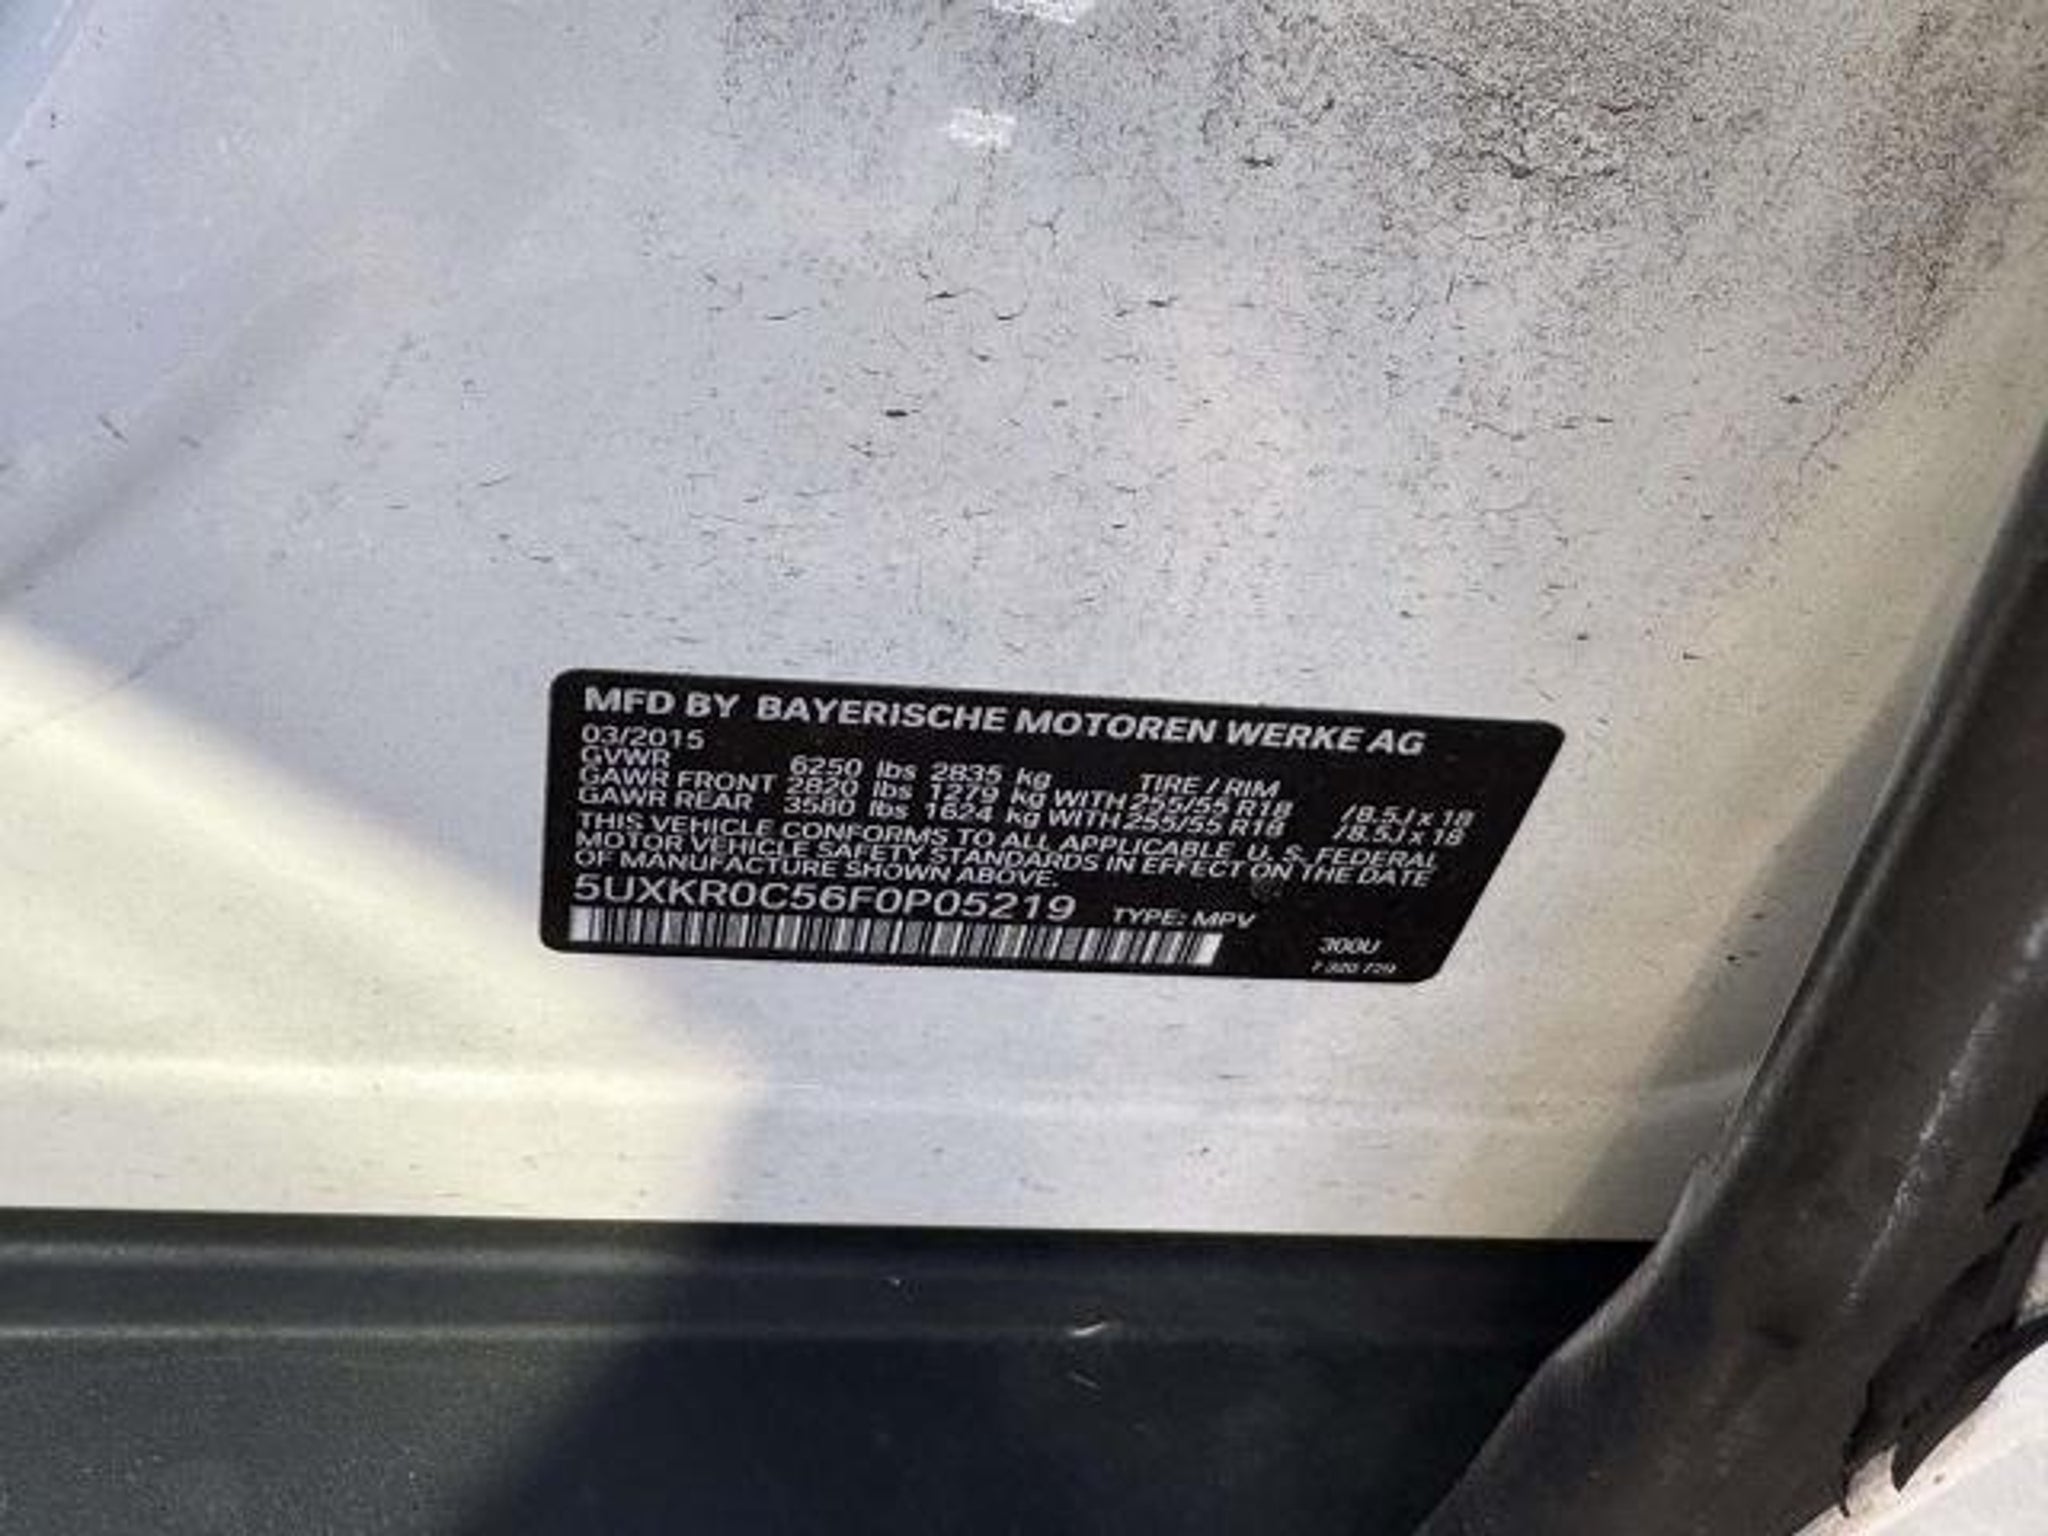 MFD BY BAYERISCHE MOTOREN WERKE AG
03/2015
GVWR 6250 lbs 2835 kg TIRE / RIM
GAWR FRONT 2820 lbs 1279 kg WITH 255/55 R18 /8.5J x 18
GAWR REAR 3580 lbs 1624 kg WITH 255/55 R18 /8.5J x 18
THIS VEHICLE CONFORMS TO ALL APPLICABLE U. S. FEDERAL
MOTOR VEHICLE SAFETY STANDARDS IN EFFECT ON THE DATE
OF MANUFACTURE SHOWN ABOVE.
5UXKR0C56F0P05219 TYPE: MPV
300U